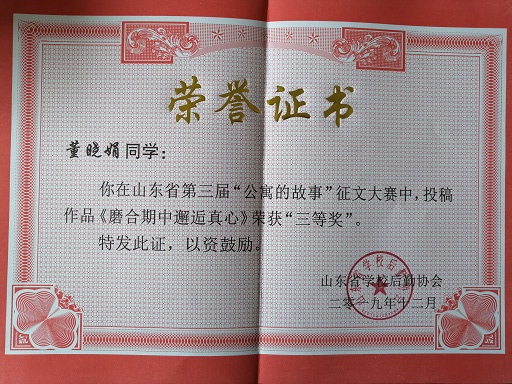 荣誉证书
董晓娟同学：
你在山东省第三届“公寓的故事”征文大赛中，投稿
作品《磨合期中邂逅真心》荣获“三等奖”。
特发此证，以资鼓励。
山东省学校后勤协会
二零一九年十二月